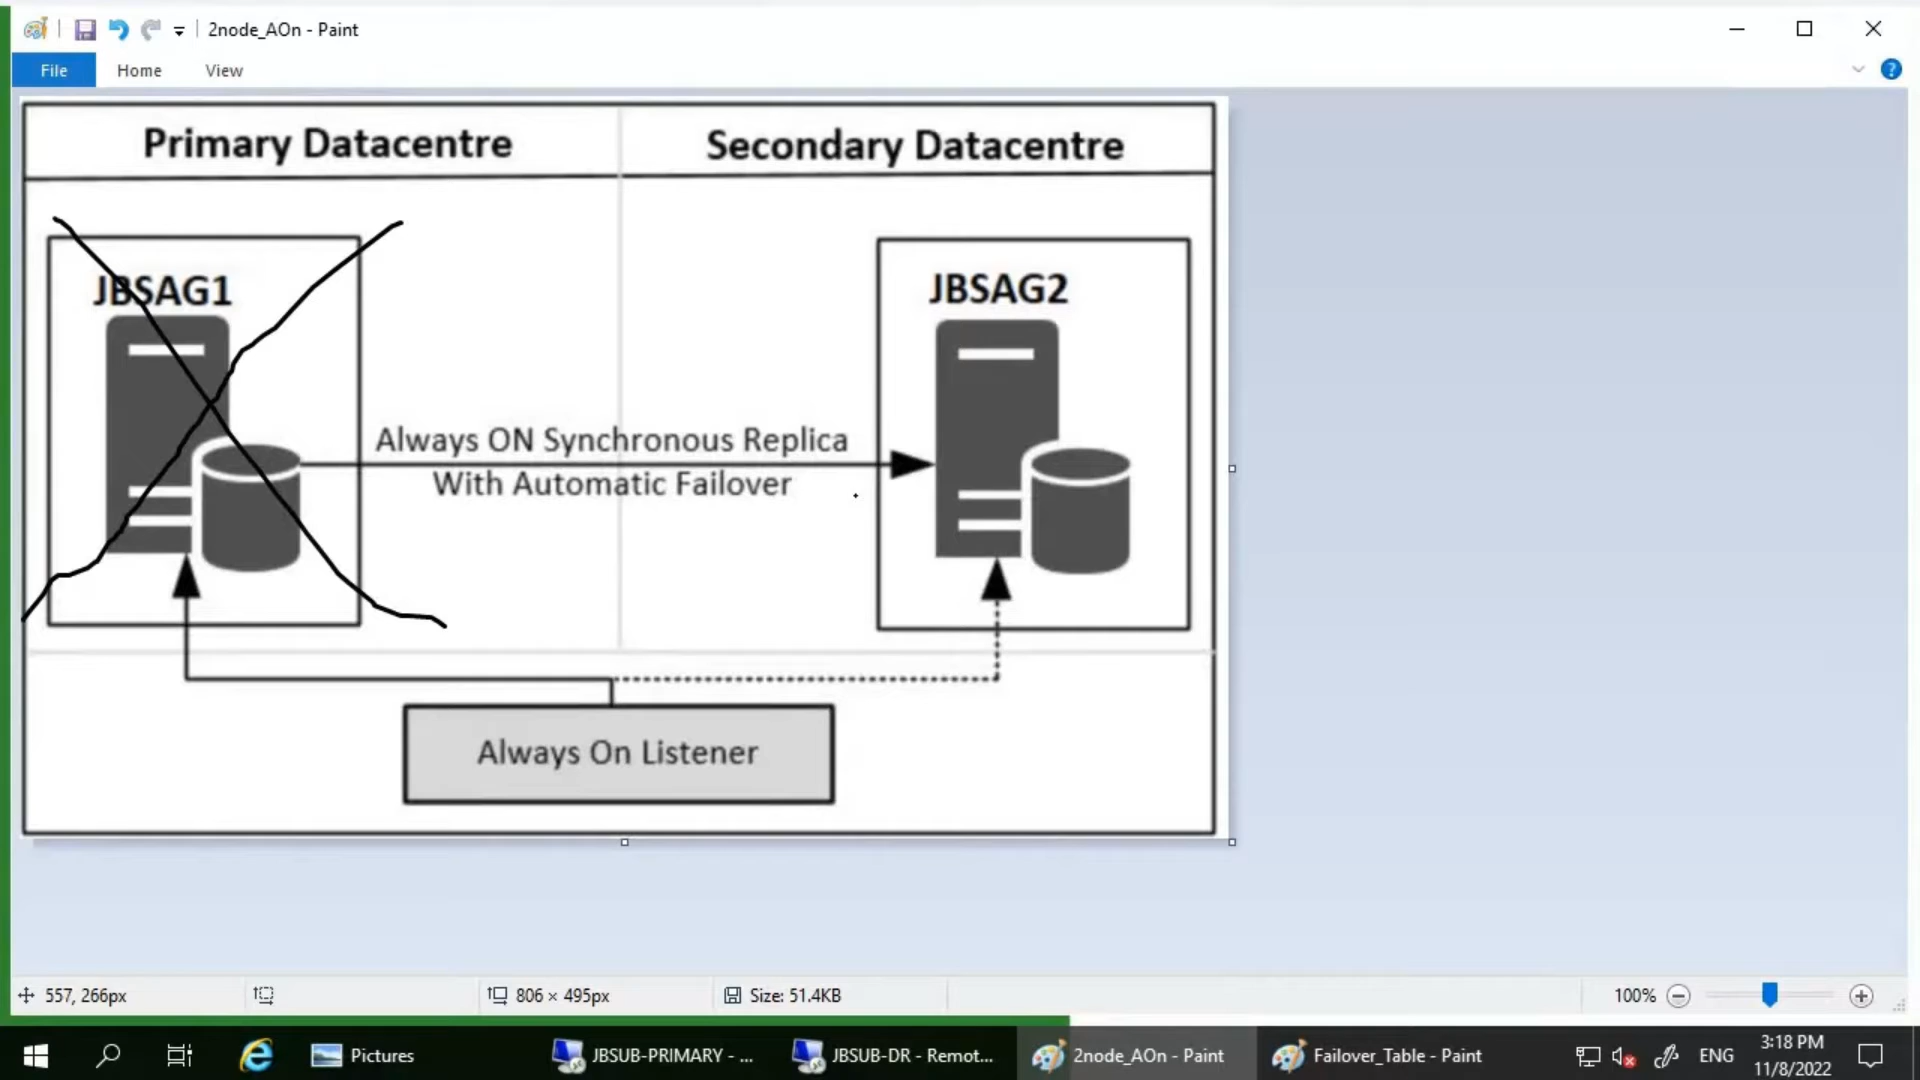 2node_AOn - Paint
File Home View
Primary Datacentre
Secondary Datacentre
JBSAG1
JBSAG2
Always ON Synchronous Replica
With Automatic Failover
Always On Listener
557, 266px
806 × 495px
Size: 51.4KB
100%
Pictures
JBSUB-PRIMARY - ...
JBSUB-DR - Remot...
2node_AOn - Paint
Failover_Table - Paint
ENG
3:18 PM
11/8/2022